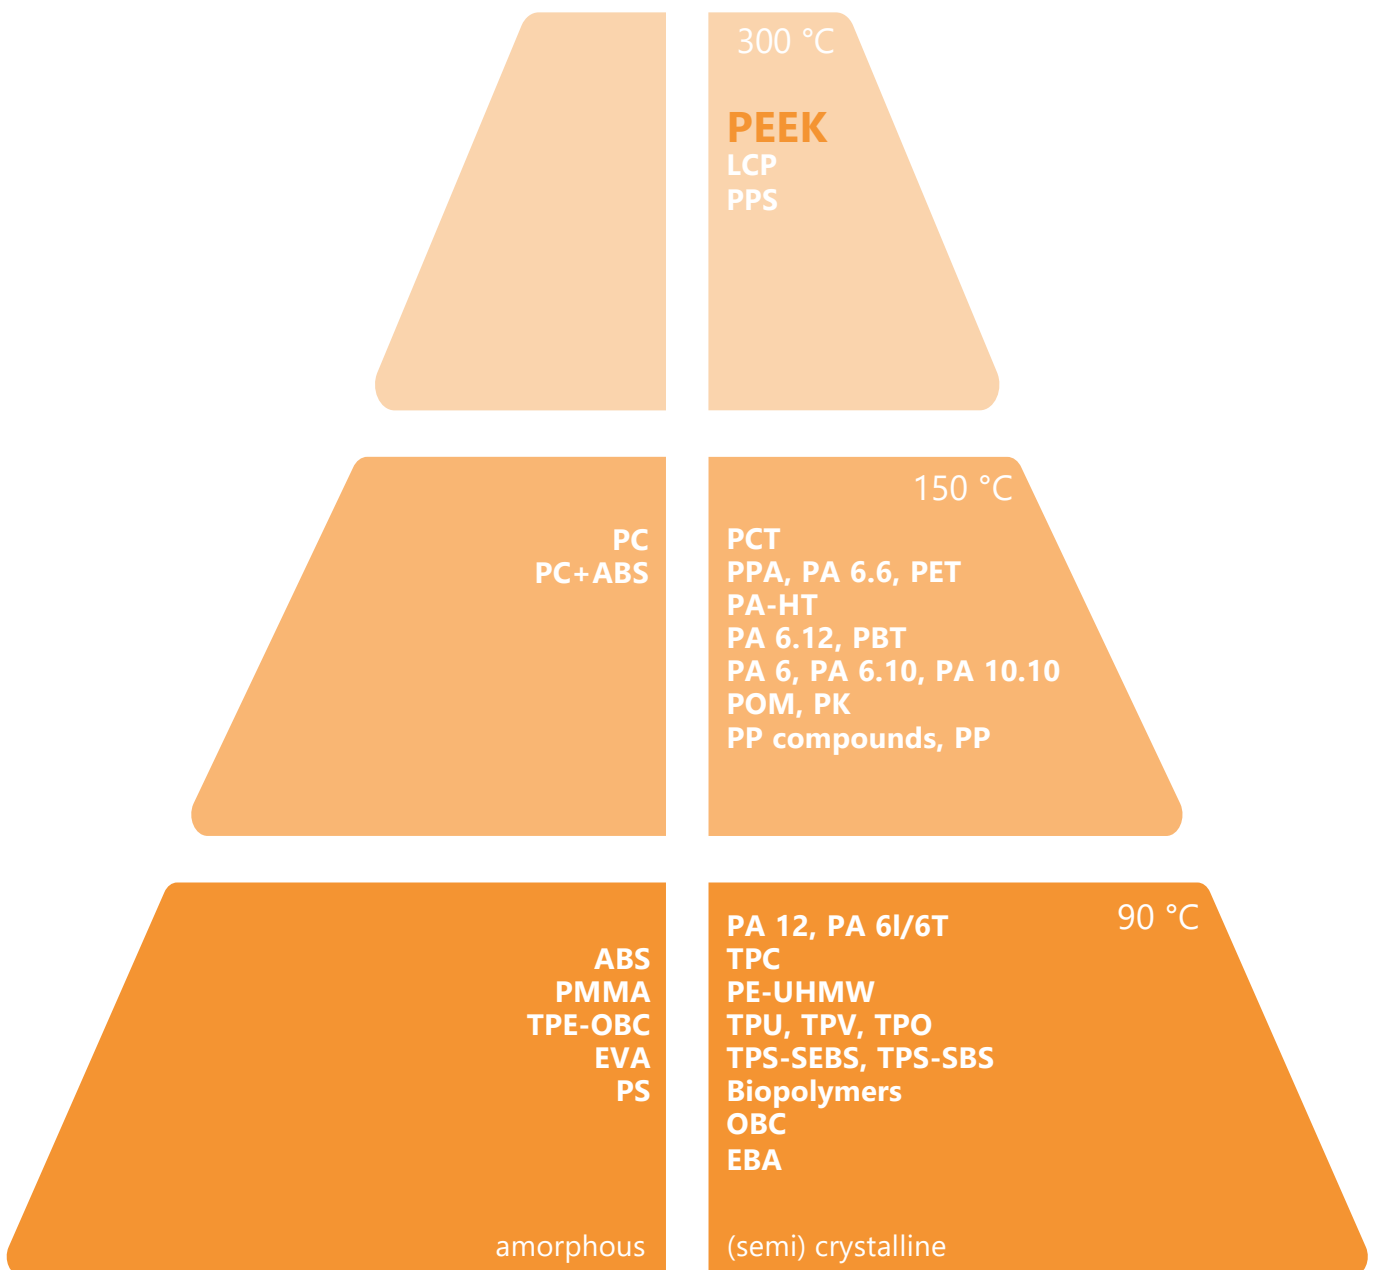 300 °C
PEEK
LCP
PPS
150 °C
PC
PC+ABS
PCT
PPA, PA 6.6, PET
PA-HT
PA 6.12, PBT
PA 6, PA 6.10, PA 10.10
POM, PK
PP compounds, PP
90 °C
ABS
PMMA
TPE-OBC
EVA
PS
amorphous
PA 12, PA 6l/6T
TPC
PE-UHMW
TPU, TPV, TPO
TPS-SEBS, TPS-SBS
Biopolymers
OBC
EBA
(semi) crystalline